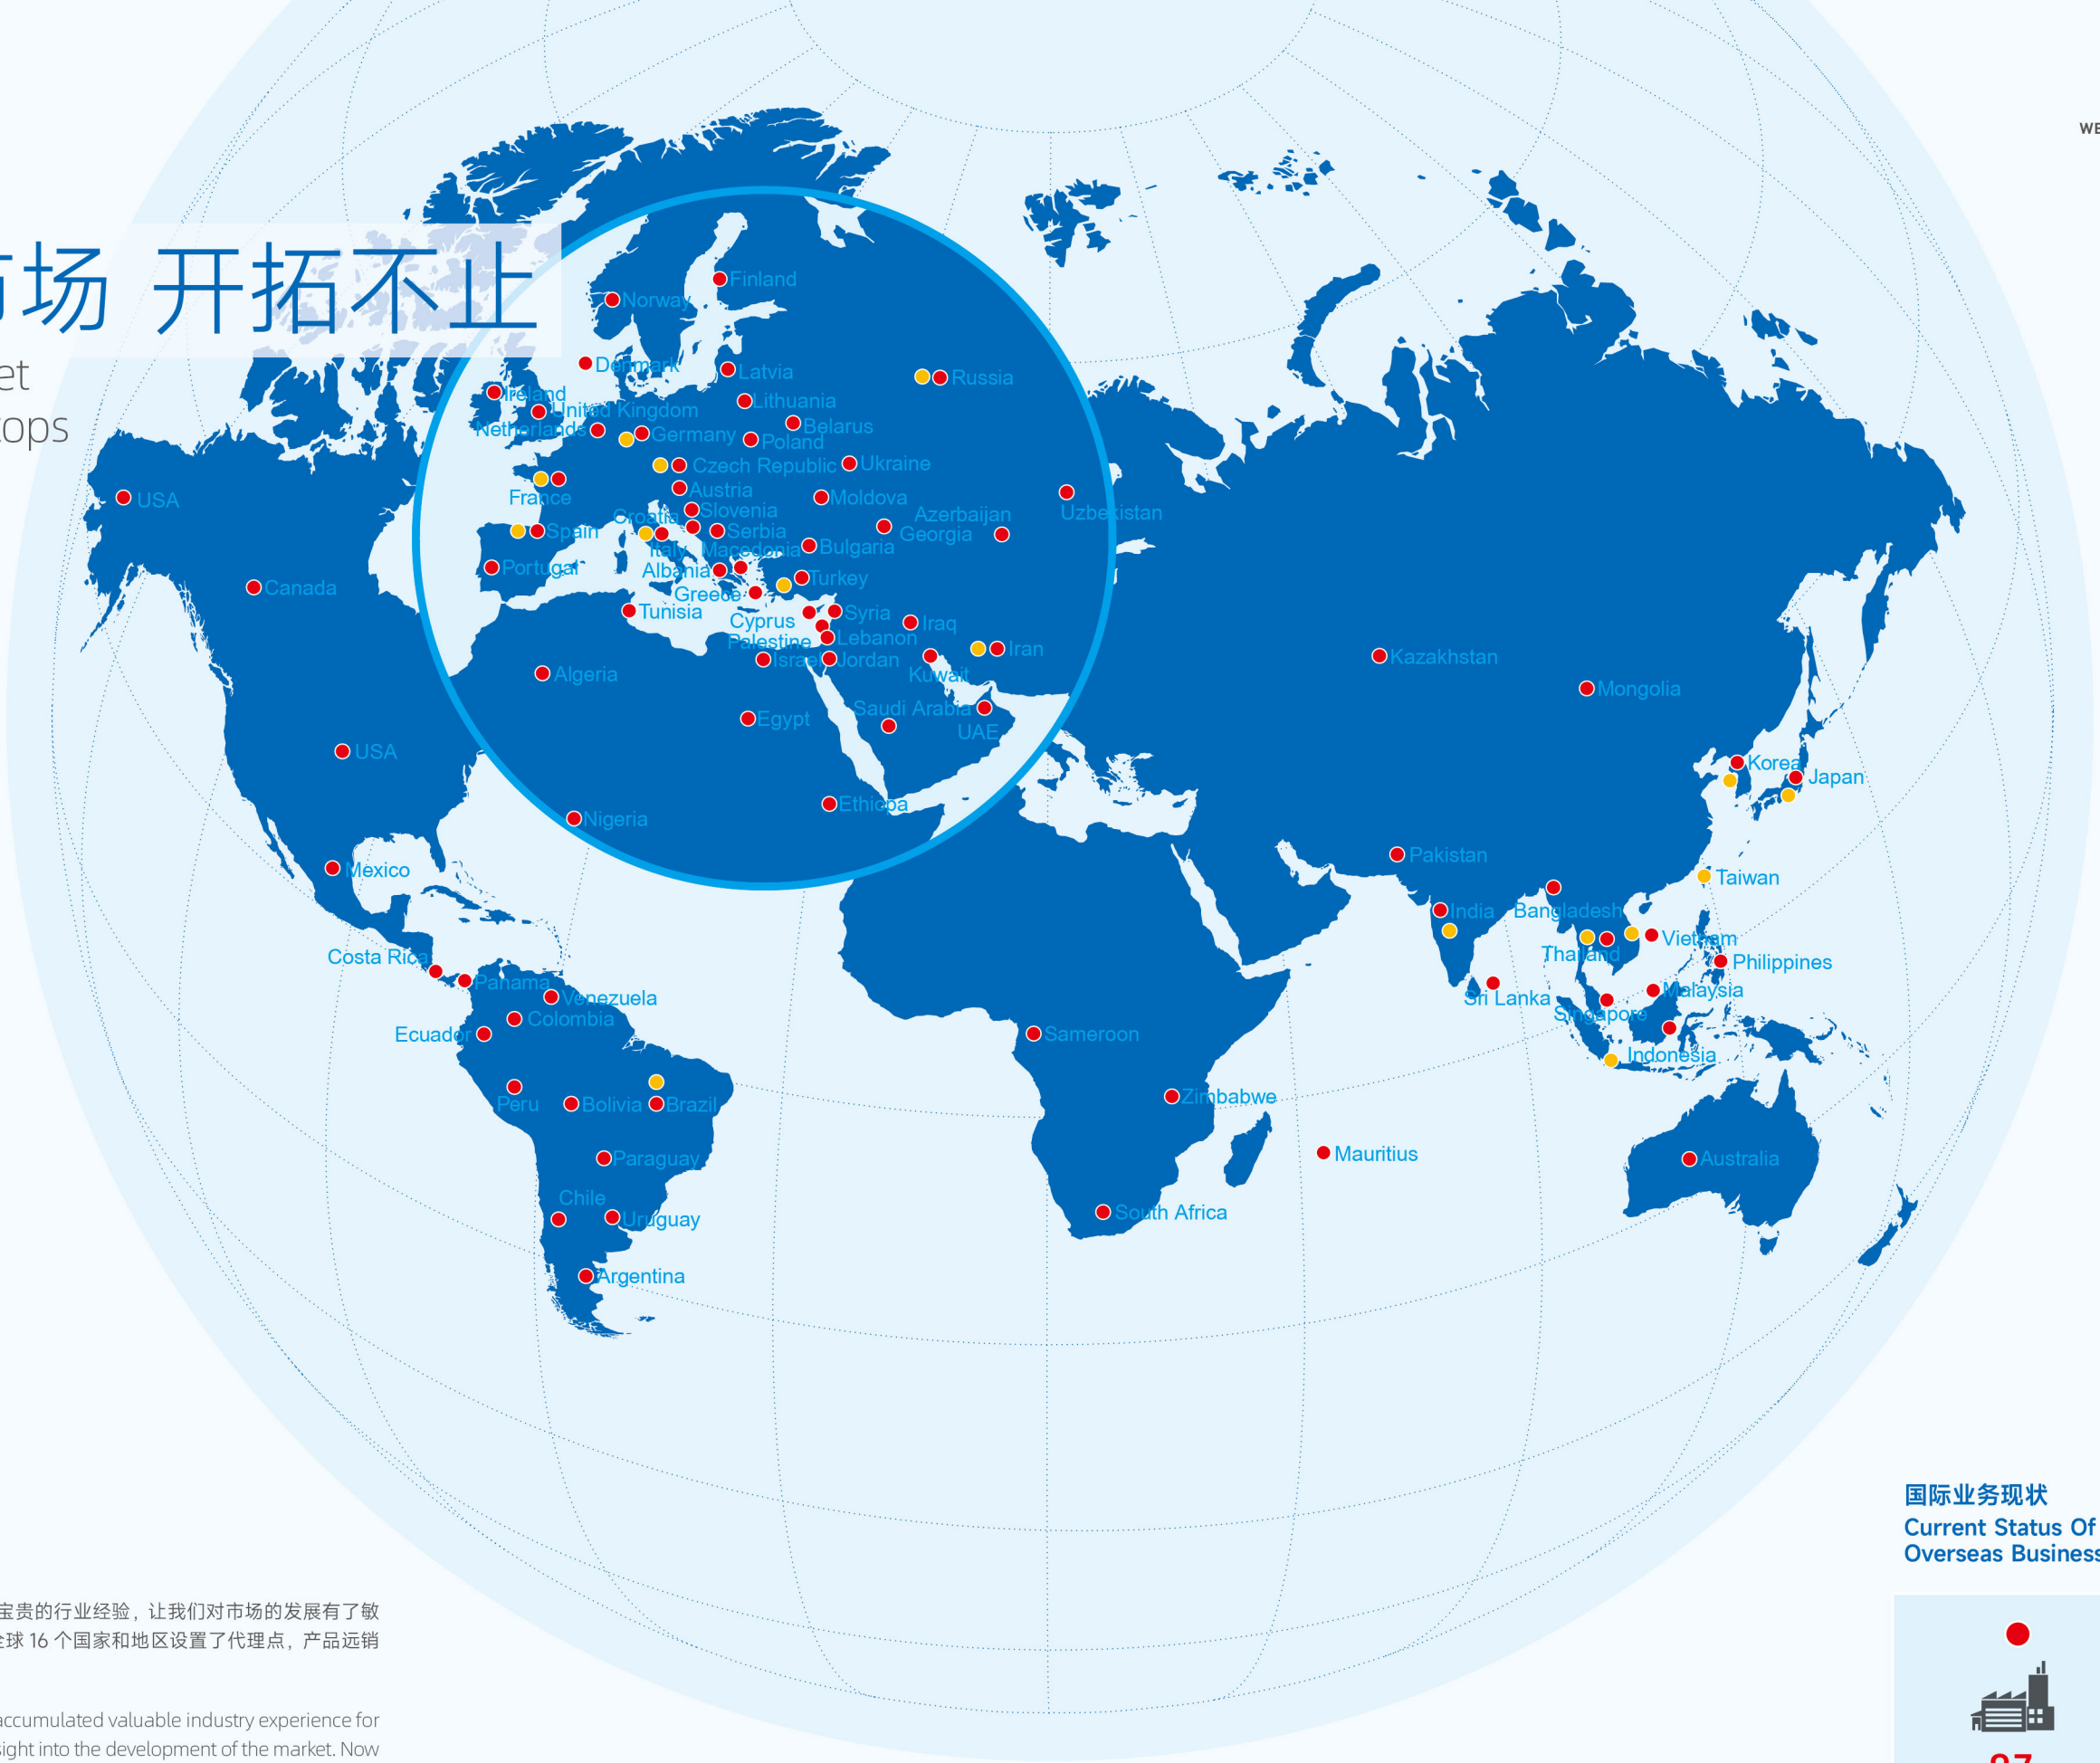 WE
市场 开拓不止
et
ops
Finland
Norway
Denmark
Latvia
Russia
Ireland
Lithuania
United Kingdom
Netherlands
Germany
Belarus
Poland
Czech Republic
Ukraine
France
Austria
Moldova
USA
Slovenia
Azerbaijan
Uzbekistan
Croatia
Spain
Serbia
Georgia
Italy
Macedonia
Bulgaria
Portugal
Albania
Turkey
Canada
Greece
Tunisia
Cyprus
Syria
Iraq
Palestine
Lebanon
Iran
Israel
Jordan
Kazakhstan
Algeria
Kuwait
Mongolia
Saudi Arabia
Egypt
UAE
USA
Korea
Japan
Ethiopa
Nigeria
Pakistan
Mexico
Taiwan
India
Bangladesh
Vietnam
Costa Rica
Thailand
Philippines
Panama
Malaysia
Venezuela
Sri Lanka
Colombia
Singapore
Ecuador
Sameroon
Indonesia
Peru
Bolivia
Brazil
Zimbabwe
Mauritius
Paraguay
Australia
Chile
Uruguay
South Africa
Argentina
国际业务现状
Current Status Of
Overseas Business
宝贵的行业经验，让我们对市场的发展有了敏
全球 16 个国家和地区设置了代理点，产品远销
accumulated valuable industry experience for
sight into the development of the market. Now